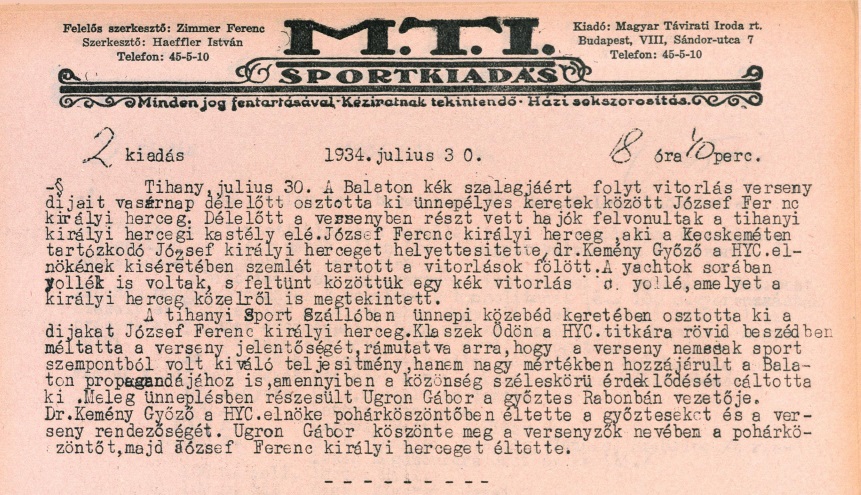 Felelős szerkesztő: Zimmer Ferenc
Szerkesztő: Haeffler István
Telefon: 45-5-10
M.T.I.
SPORTKIADÁS
Kiadó: Magyar Távirati Iroda rt.
Budapest, VIII, Sándor-utca 7
Telefon: 45-5-10
Minden jog fentartásával·Kéziratnak tekintendő·Házi sokszorosítás.
2 kiadás 1934.julius 3 0. 18 óra 40 perc.
-§ Tihany,julius 30. A Balaton kék szalagjáért folyt vitorlás verseny
dijait vasárnap délelőtt osztotta ki ünnepélyes keretek között József Fer nc
királyi herceg. Délelőtt a versenyben részt vett hajók felvonultak a tihanyi
királyi hercegi kastély elé.József Ferenc királyi herceg ,aki a Kecskeméten
tartózkodó József királyi herceget helyettesitette, dr.Kemény Győző a HYC.el-
nökének kiséretében szemlét tartott a vitorlások fölött.A yachtok sorában
yollék is voltak, s feltünt közöttük egy kék vitorlás yollé,amelyet a
királyi herceg közelről is megtekintett.
A tihanyi Sport Szállóban ünnepi közebéd keretében osztotta ki a
dijakat József Ferenc királyi herceg.Klaszek Ödön a HYC.titkára rövid beszédben
méltatta a verseny jelentőségét,rámutatva arra,hogy a verseny nemcsak sport
szempontból volt kiváló teljesitmény,hanem nagy mértékben hozzájárult a Bala-
ton propagandájához is,amennyiben a közönség széleskörü érdeklődését cáltotta
ki .Meleg ünneplésben részesült Ugron Gábor a győztes Rabonbán vezetője.
Dr.Kemény Győző a HYC.elnöke pohárköszöntőben éltette a győzteseket és a ver-
seny rendezőségét. Ugron Gábor köszönte meg a versenyzők nevében a pohárkö-
szöntőt,majd József Ferenc királyi herceget éltette.
- - - - - - - - -